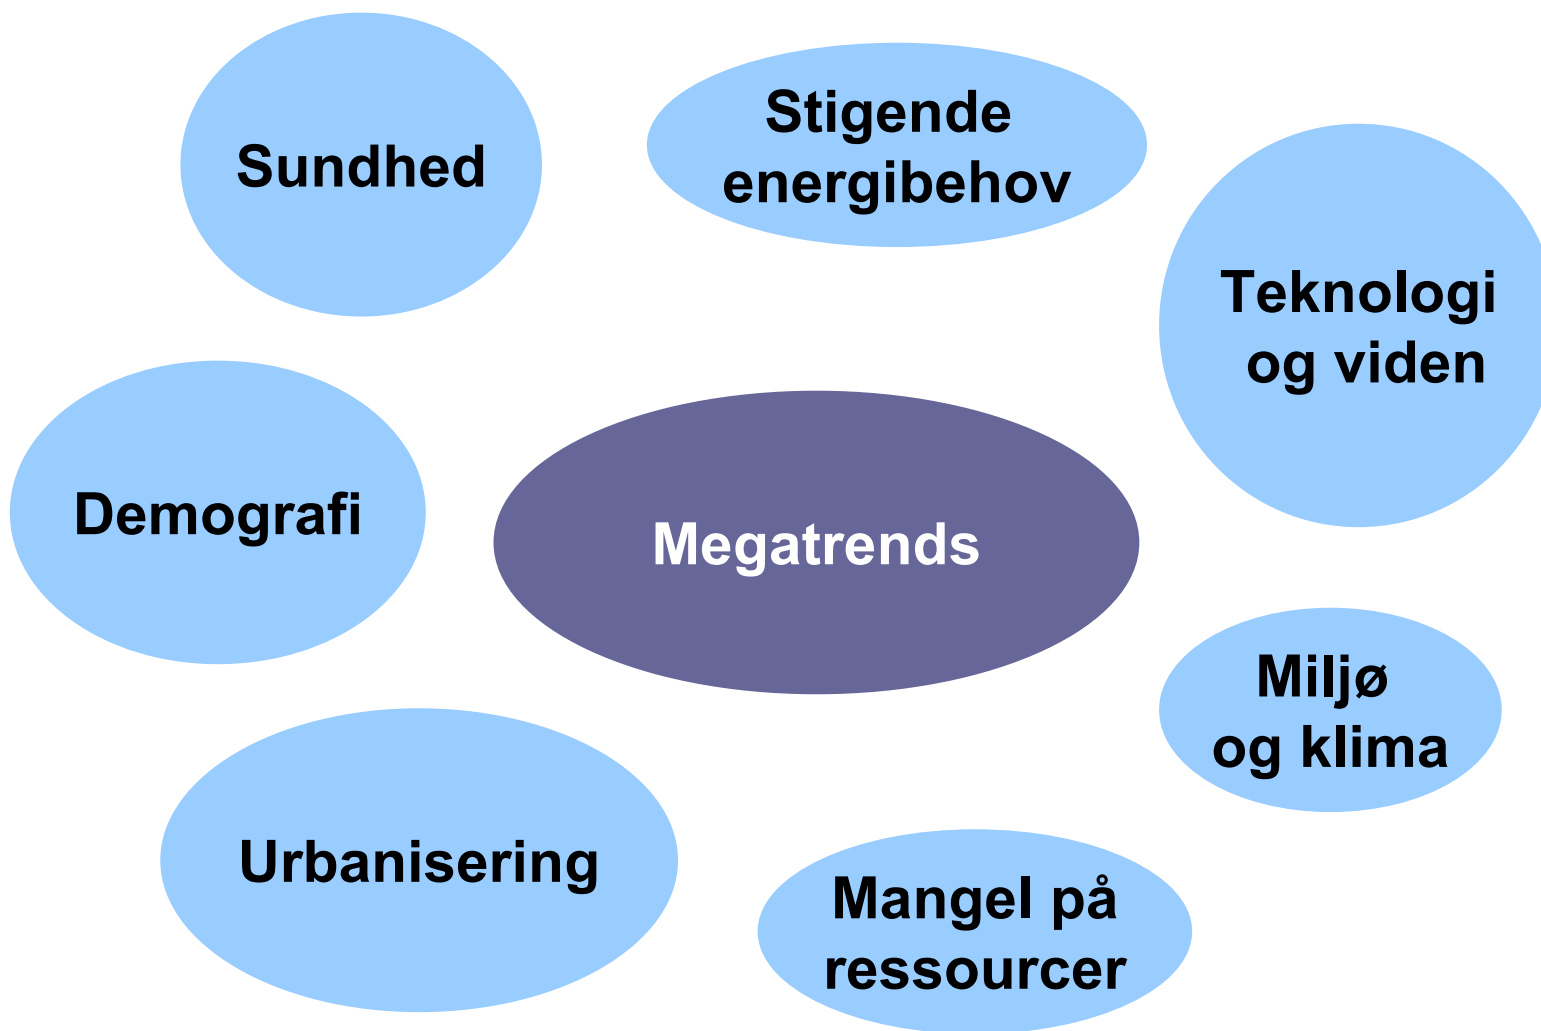 Sundhed
Stigende
energibehov
Teknologi
og viden
Demografi
Megatrends
Miljø
og klima
Urbanisering
Mangel på
ressourcer